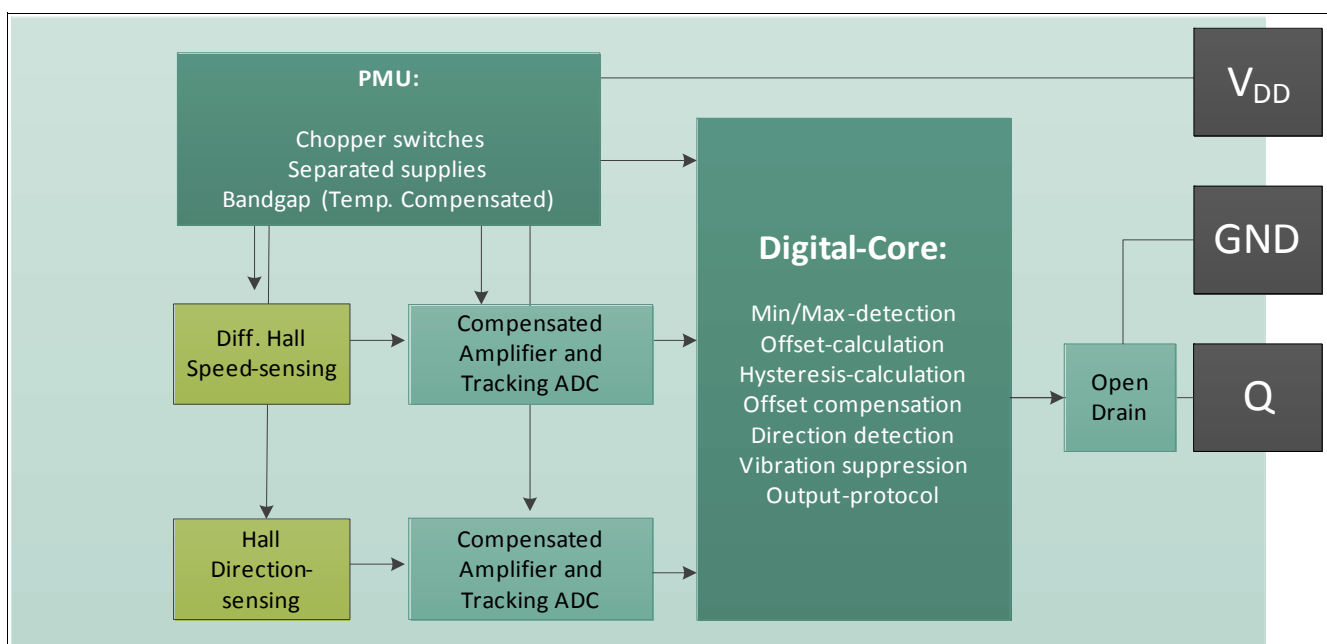 PMU:
Chopper switches
Separated supplies
Bandgap (Temp. Compensated)
VDD
GND
Digital-Core:
Min/Max-detection
Offset-calculation
Hysteresis-calculation
Offset compensation
Direction detection
Vibration suppression
Output-protocol
Diff. Hall
Speed-sensing
Compensated
Amplifier and
Tracking ADC
Open
Drain
Q
Hall
Direction-
sensing
Compensated
Amplifier and
Tracking ADC